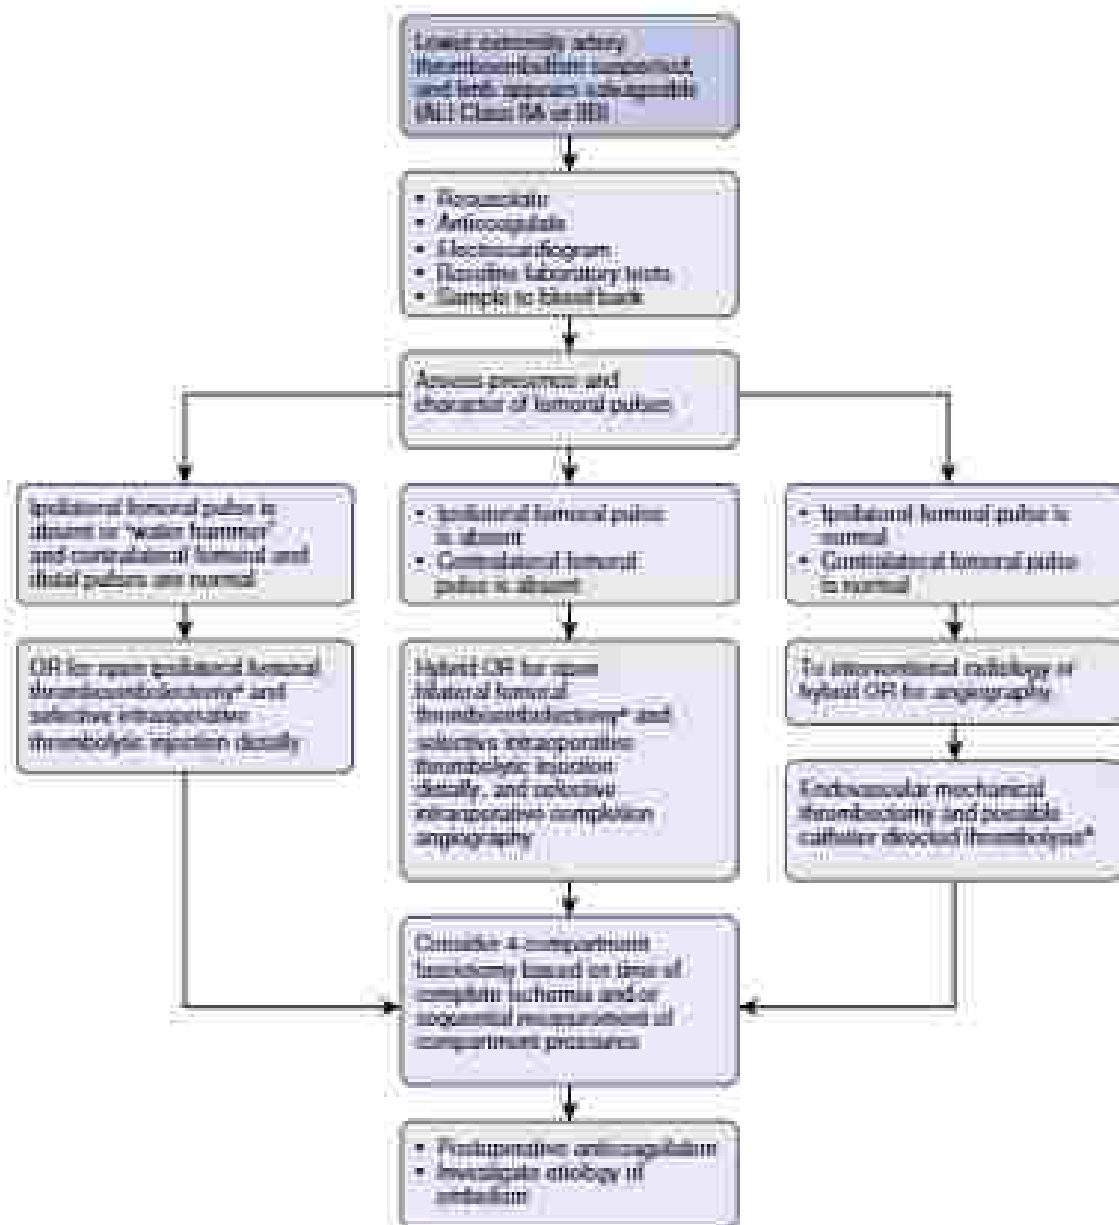 Lower extremity artery
thromboembolism suspected,
and limb appears salvageable
(ALI Class IIA or IIB)
• Resuscitate
• Anticoagulate
• Electrocardiogram
• Baseline laboratory tests
• Sample to blood bank
Assess presence and
character of femoral pulses
Ipsilateral femoral pulse is
absent or "water hammer"
and contralateral femoral and
distal pulses are normal
• Ipsilateral femoral pulse
is absent
• Contralateral femoral
pulse is absent
• Ipsilateral femoral pulse is
normal
• Contralateral femoral pulse
is normal
OR for open ipsilateral femoral
thromboembolectomy* and
selective intraoperative
thrombolytic injection distally
Hybrid OR for open
bilateral femoral
thromboembolectomy* and
selective intraoperative
thrombolytic injection
distally, and selective
intraoperative completion
angiography
To interventional radiology or
hybrid OR for angiography
Endovascular mechanical
thrombectomy and possible
catheter directed thrombolysis*
Consider 4-compartment
fasciotomy based on time of
complete ischemia and/or
sequential measurement of
compartment pressures
• Postoperative anticoagulation
• Investigate etiology of
embolism